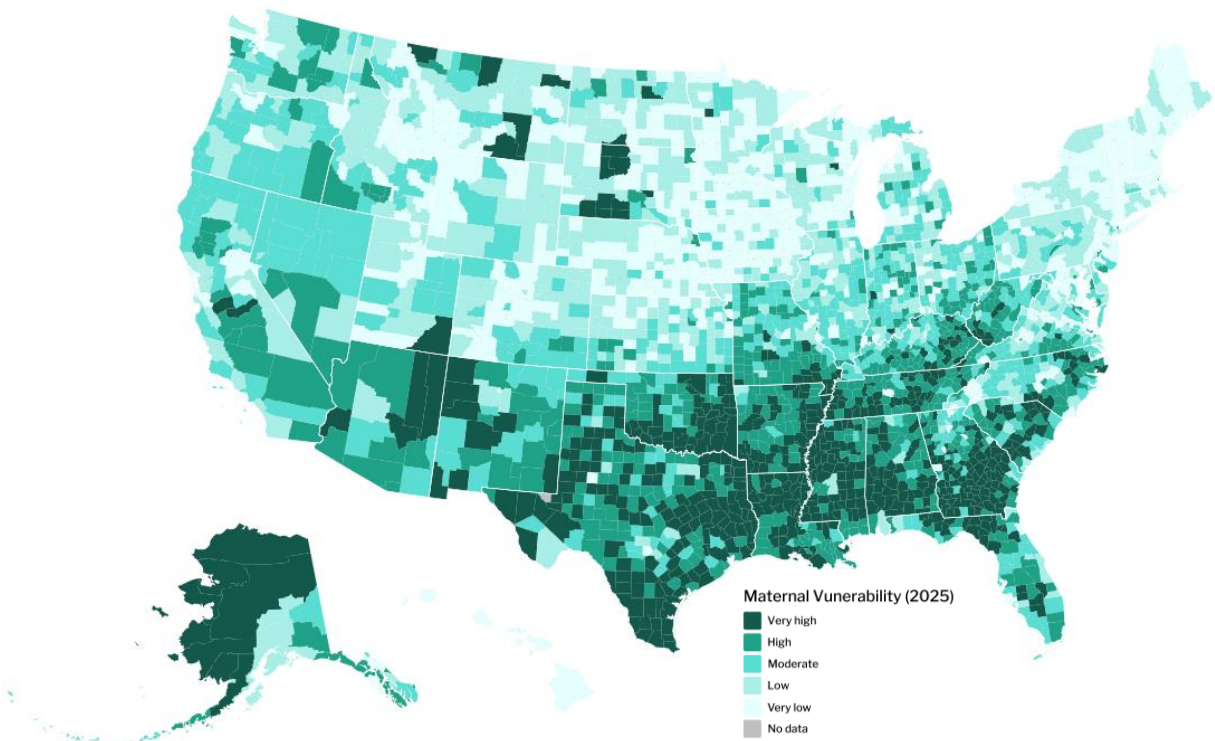 Maternal Vunerability (2025)
Very high
High
Moderate
Low
Very low
No data